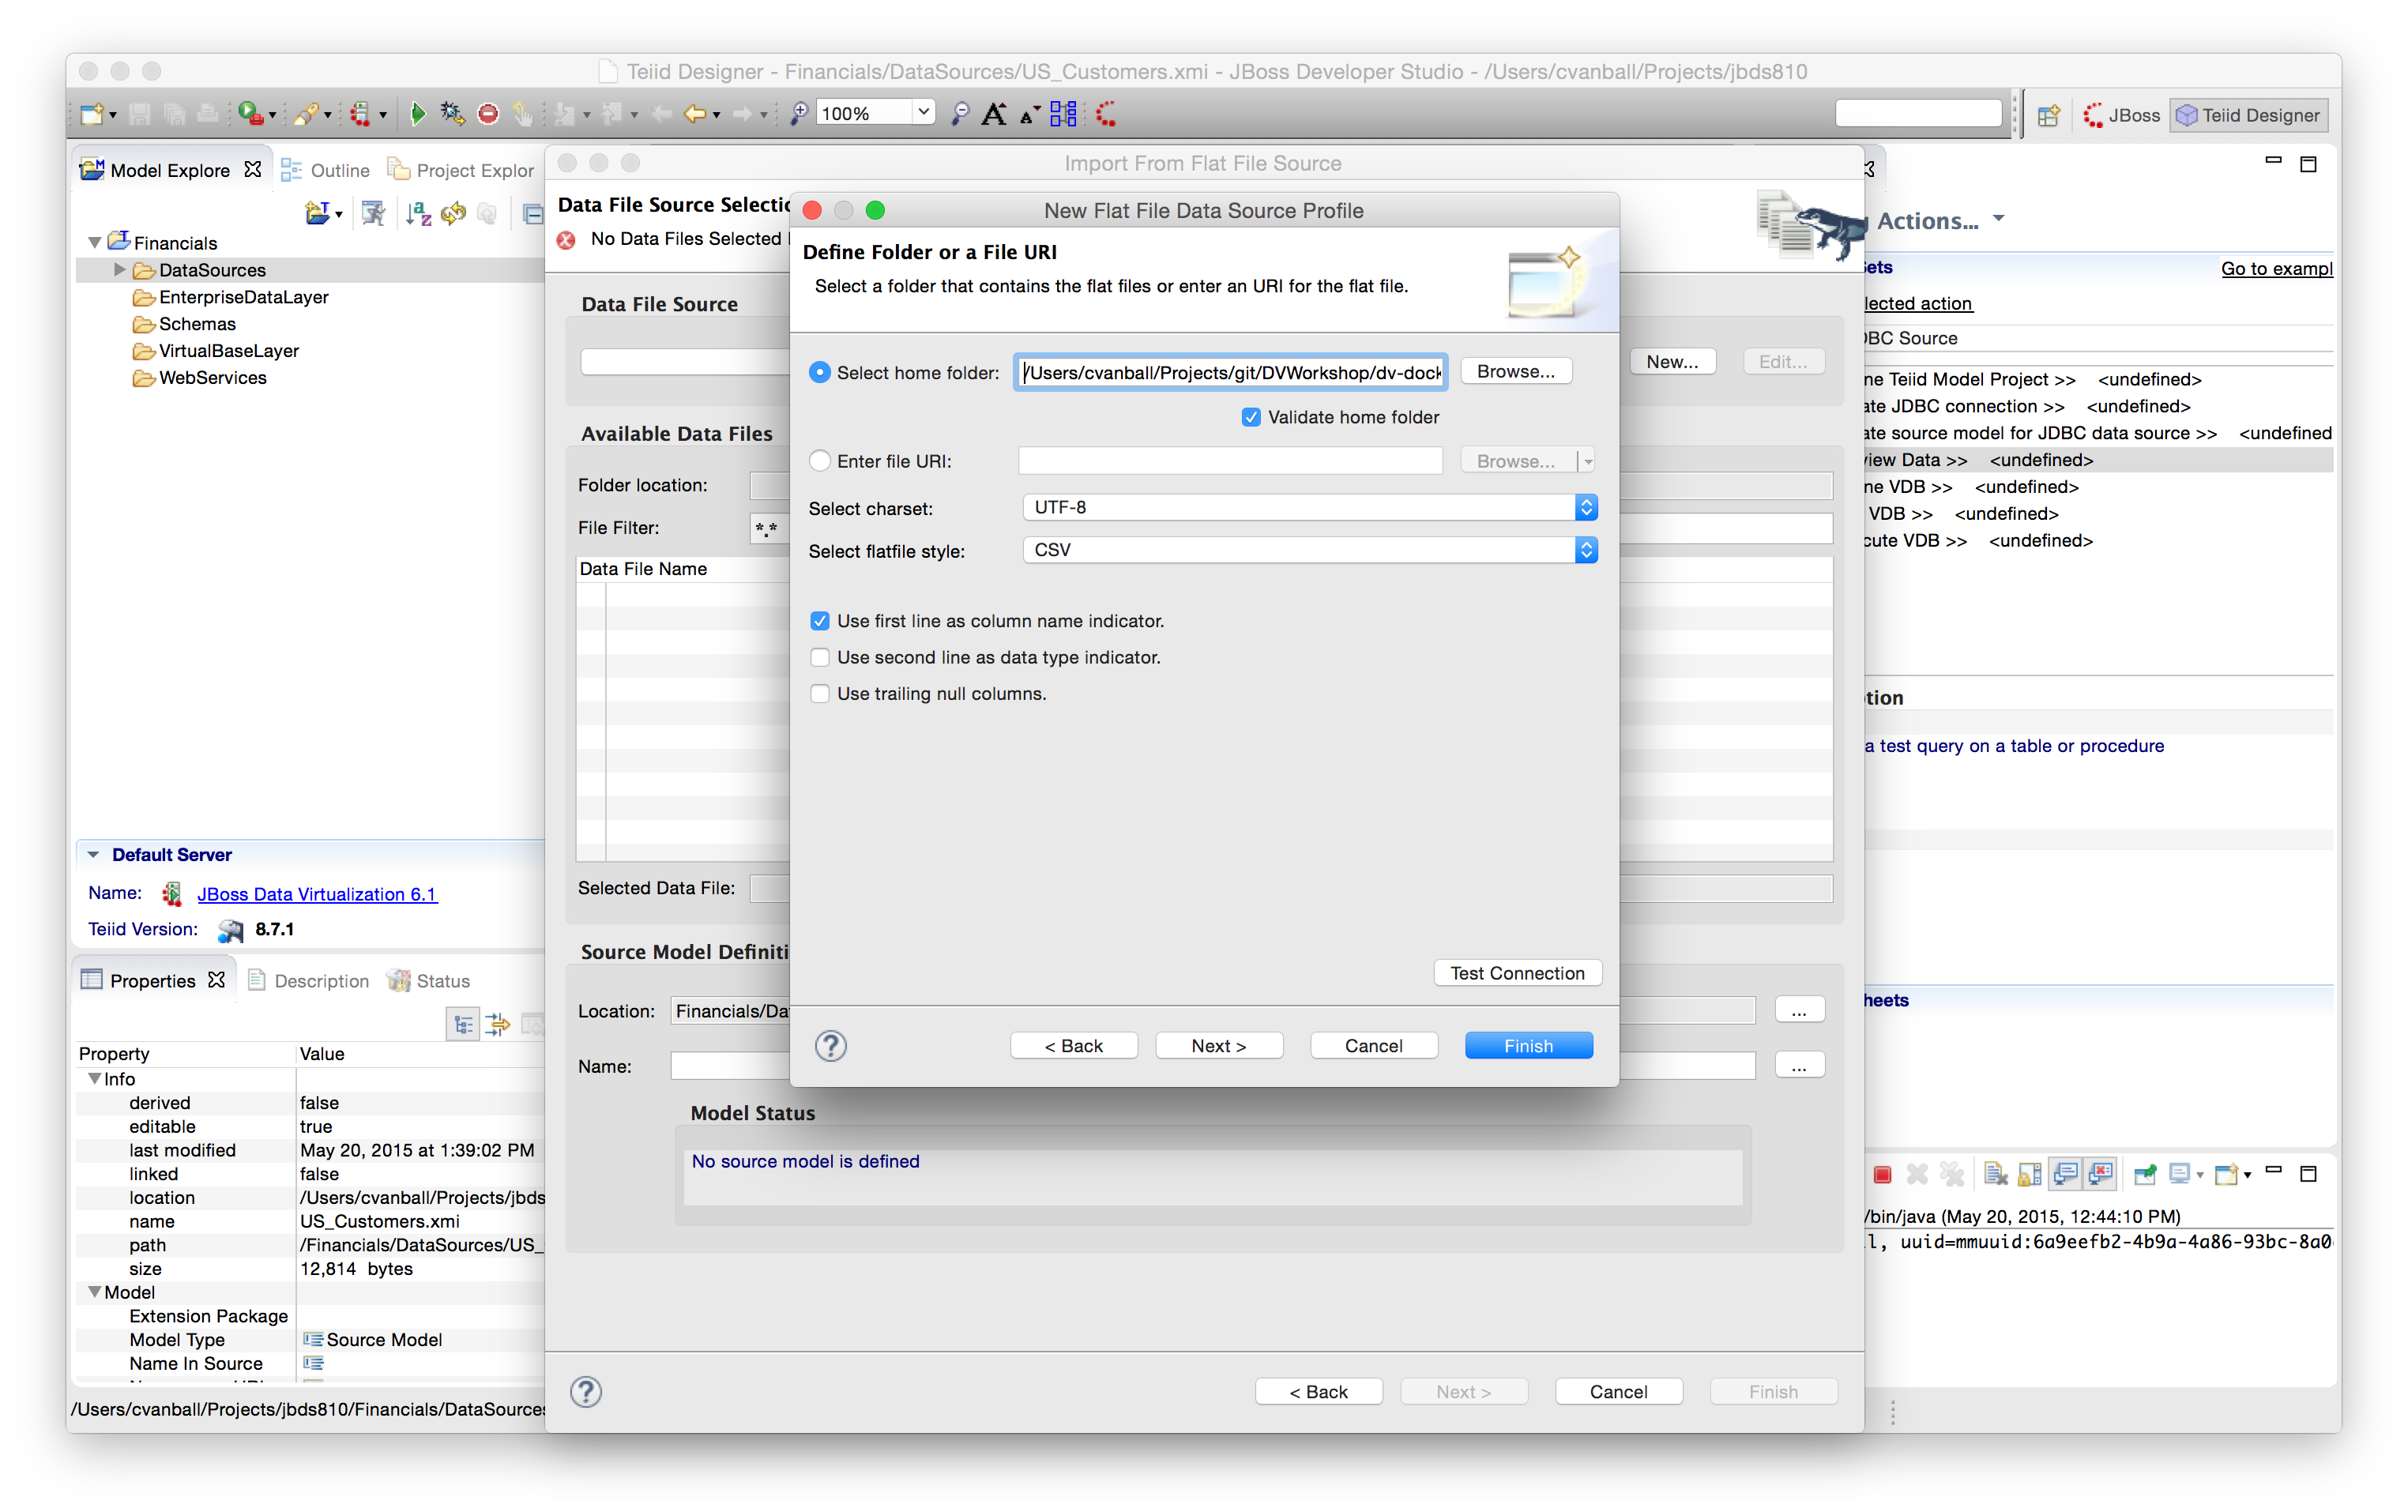 Teiid Designer - Financials/DataSources/US_Customers.xmi - JBoss Developer Studio - /Users/cvanball/Projects/jbds810
100%
JBoss
Teiid Designer
Model Explore
Outline
Project Explor
Financials
DataSources
EnterpriseDataLayer
Schemas
VirtualBaseLayer
WebServices
Default Server
Name: JBoss Data Virtualization 6.1
Teiid Version: 8.7.1
Properties
Description
Status
Property Value
Info
derived false
editable true
last modified May 20, 2015 at 1:39:02 PM
linked false
location /Users/cvanball/Projects/jbds
name US_Customers.xmi
path /Financials/DataSources/US_
size 12,814 bytes
Model
Extension Package
Model Type Source Model
Name In Source
/Users/cvanball/Projects/jbds810/Financials/DataSources
Import From Flat File Source
Data File Source Selectio
No Data Files Selected
Data File Source
New...
Edit...
Available Data Files
Folder location:
File Filter: *.*
Data File Name
Selected Data File:
Source Model Definiti
Location: Financials/Da
...
Name:
...
Model Status
No source model is defined
< Back
Next >
Cancel
Finish
New Flat File Data Source Profile
Define Folder or a File URI
Select a folder that contains the flat files or enter an URI for the flat file.
Select home folder: /Users/cvanball/Projects/git/DVWorkshop/dv-dock
Browse...
Validate home folder
Enter file URI:
Browse...
Select charset: UTF-8
Select flatfile style: CSV
Use first line as column name indicator.
Use second line as data type indicator.
Use trailing null columns.
Test Connection
< Back
Next >
Cancel
Finish
Actions...
ets
Go to exampl
lected action
BC Source
ne Teiid Model Project >> <undefined>
ate JDBC connection >> <undefined>
ate source model for JDBC data source >> <undefined
view Data >> <undefined>
ne VDB >> <undefined>
VDB >> <undefined>
cute VDB >> <undefined>
tion
a test query on a table or procedure
heets
/bin/java (May 20, 2015, 12:44:10 PM)
l, uuid=mmuuid:6a9eefb2-4b9a-4a86-93bc-8a0